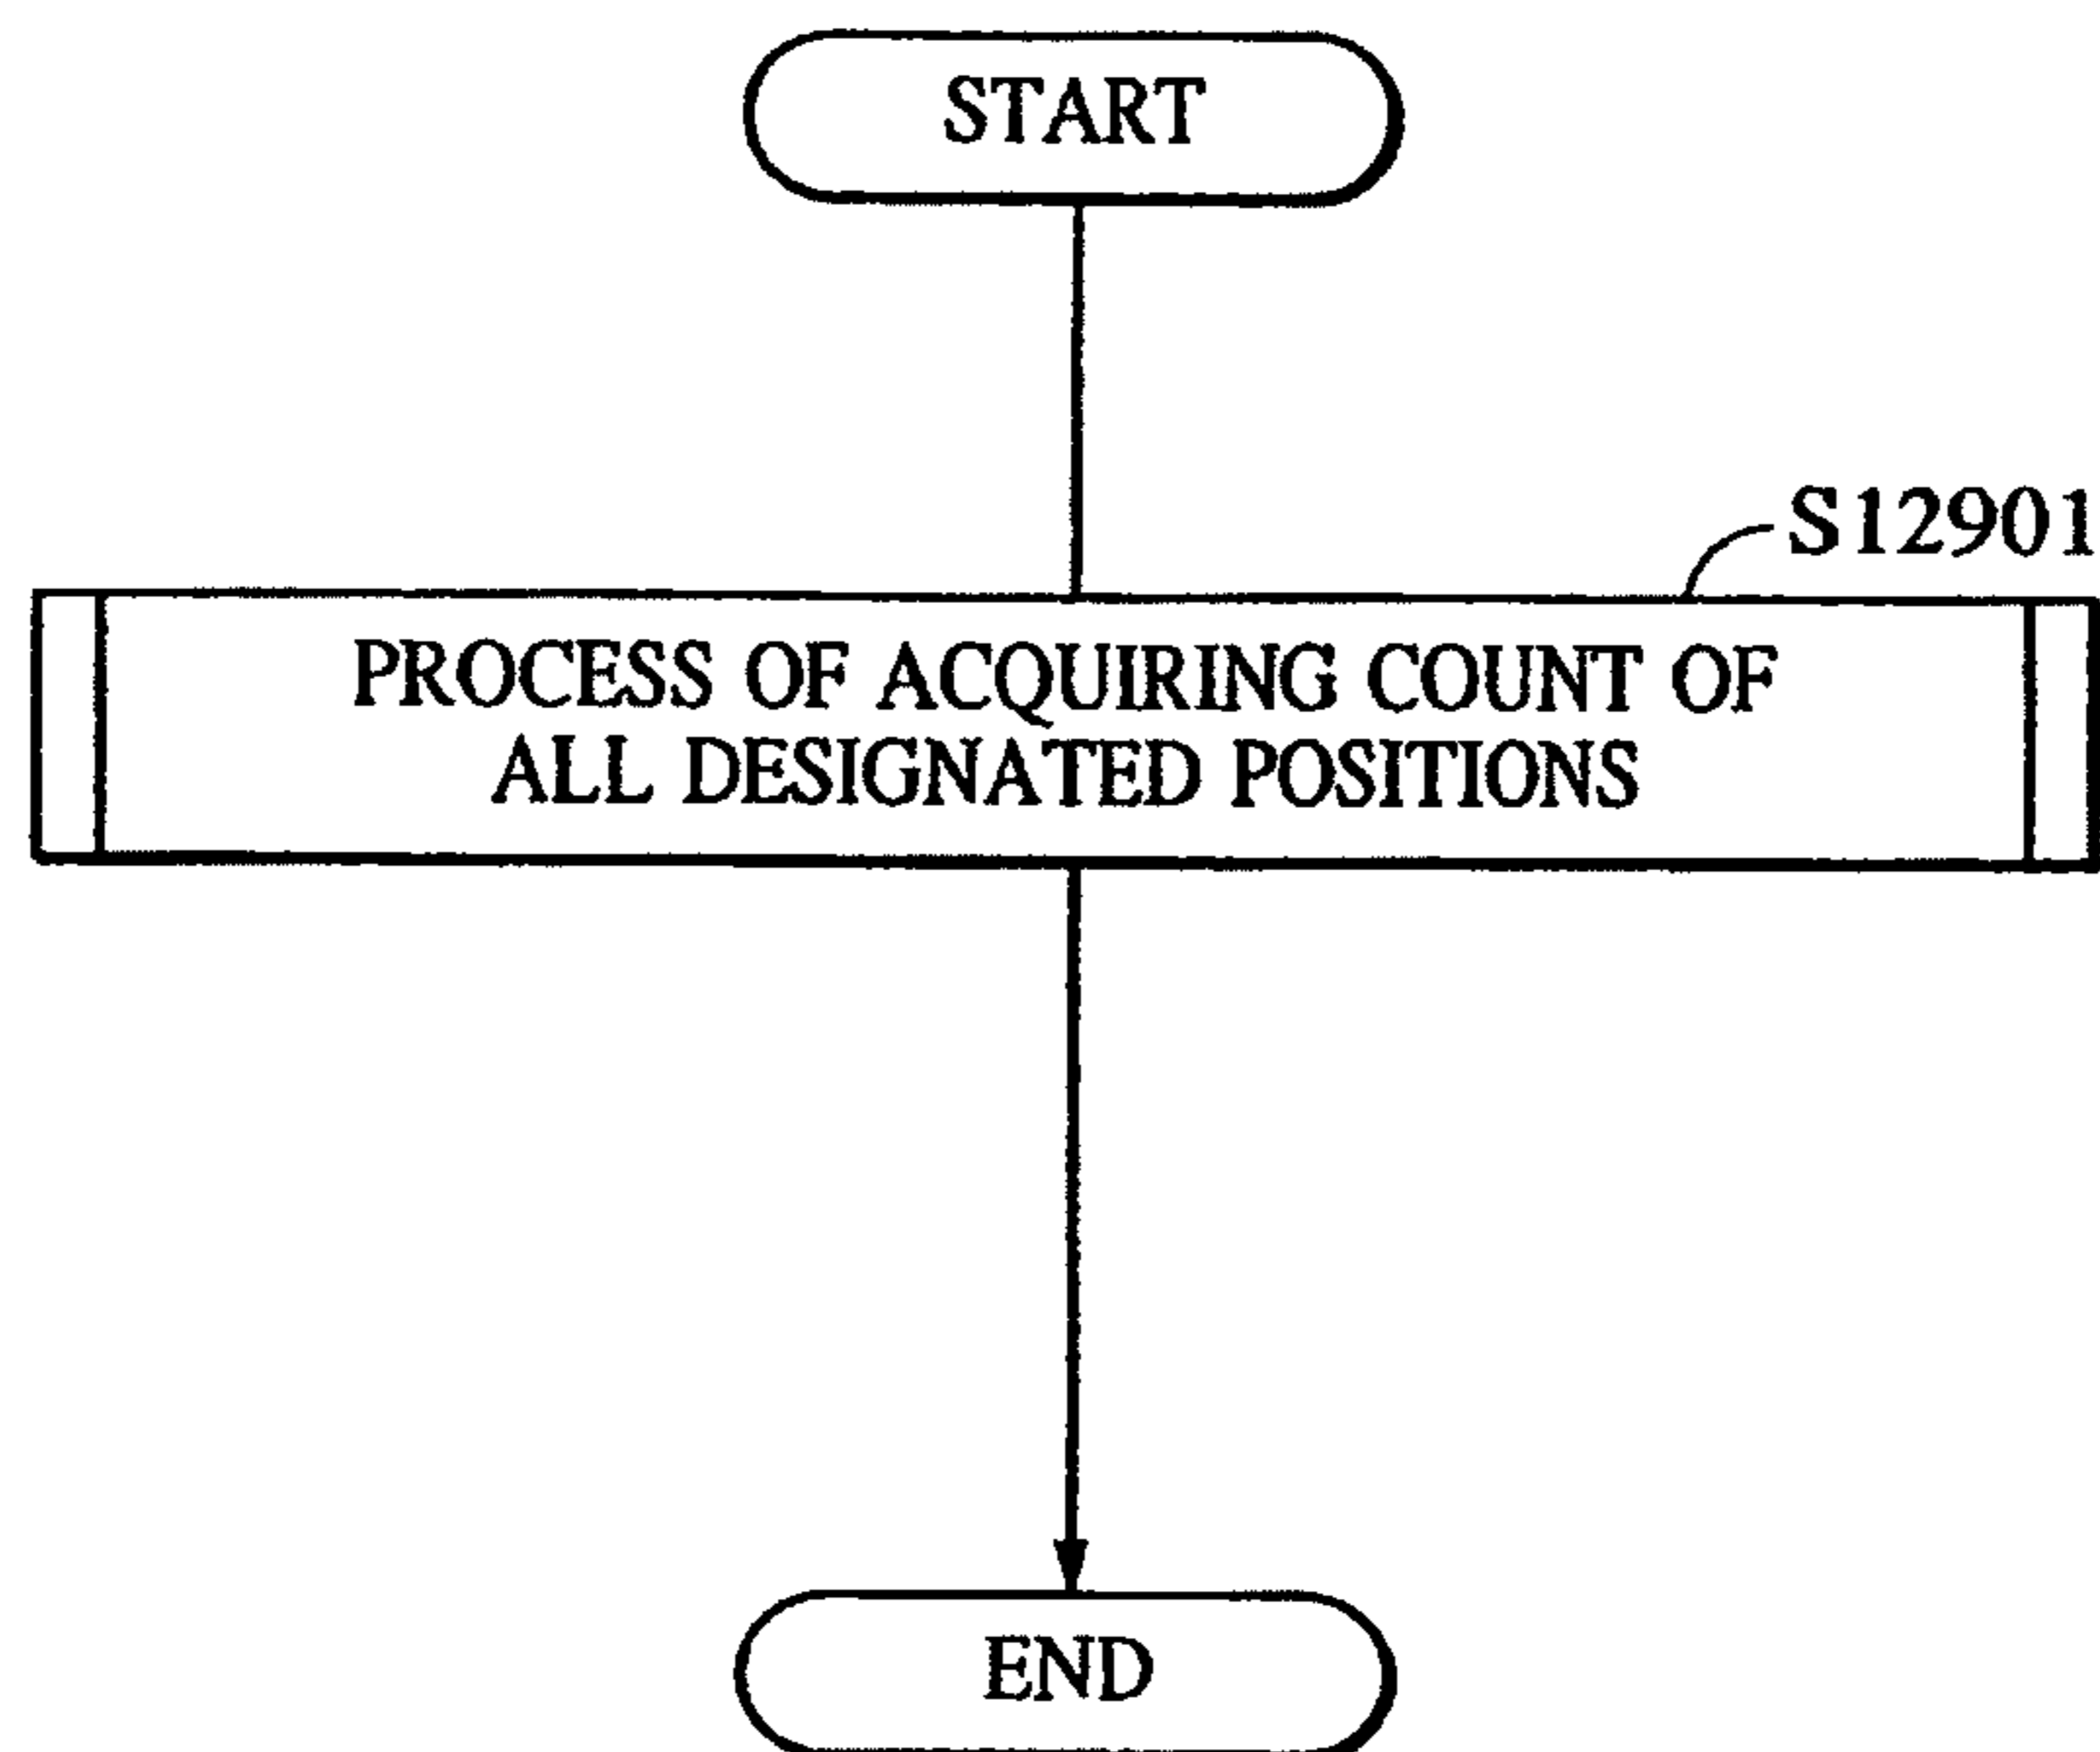 START
S12901
PROCESS OF ACQUIRING COUNT OF
ALL DESIGNATED POSITIONS
END